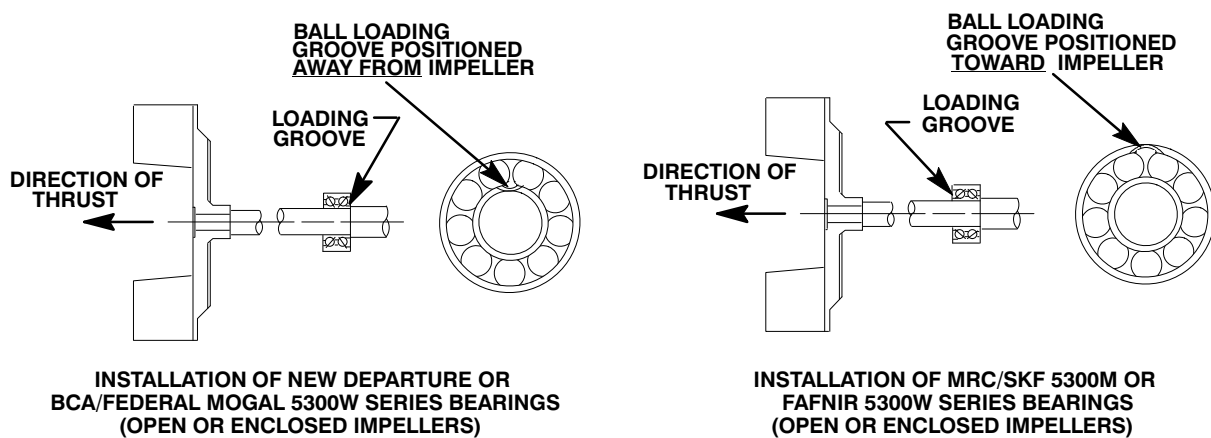 BALL LOADING
GROOVE POSITIONED
AWAY FROM IMPELLER
LOADING
GROOVE
DIRECTION OF
THRUST
INSTALLATION OF NEW DEPARTURE OR
BCA/FEDERAL MOGAL 5300W SERIES BEARINGS
(OPEN OR ENCLOSED IMPELLERS)
BALL LOADING
GROOVE POSITIONED
TOWARD IMPELLER
LOADING
GROOVE
DIRECTION OF
THRUST
INSTALLATION OF MRC/SKF 5300M OR
FAFNIR 5300W SERIES BEARINGS
(OPEN OR ENCLOSED IMPELLERS)